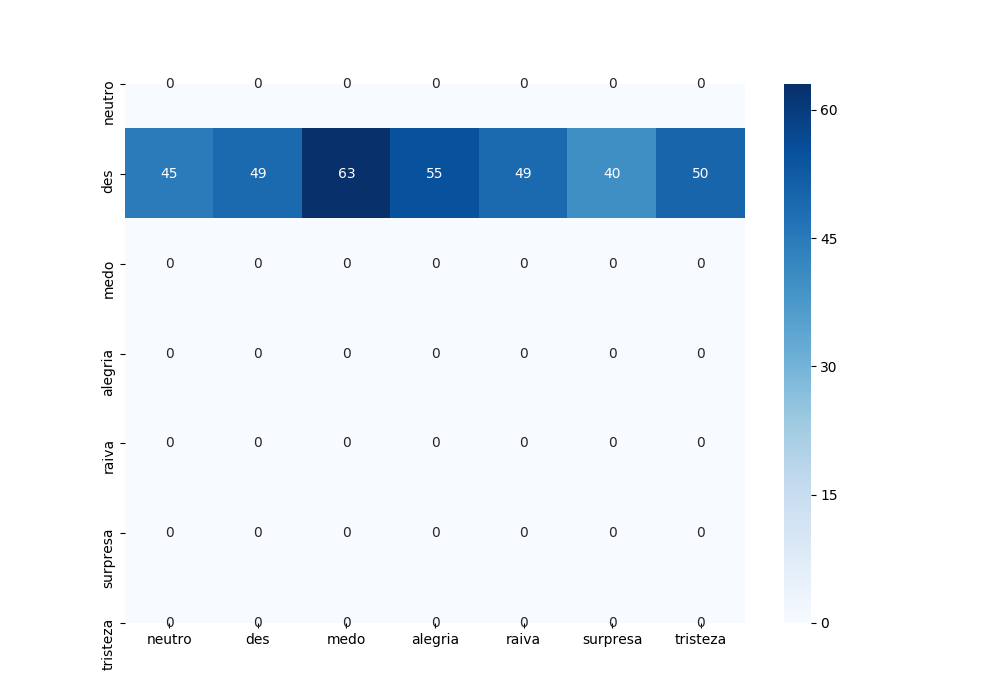 neutro 0 0 0 0 0 0 0
des 45 49 63 55 49 40 50
medo 0 0 0 0 0 0 0
alegria 0 0 0 0 0 0 0
raiva 0 0 0 0 0 0 0
surpresa 0 0 0 0 0 0 0
tristeza 0 0 0 0 0 0 0
neutro des medo alegria raiva surpresa tristeza
60
45
30
15
0